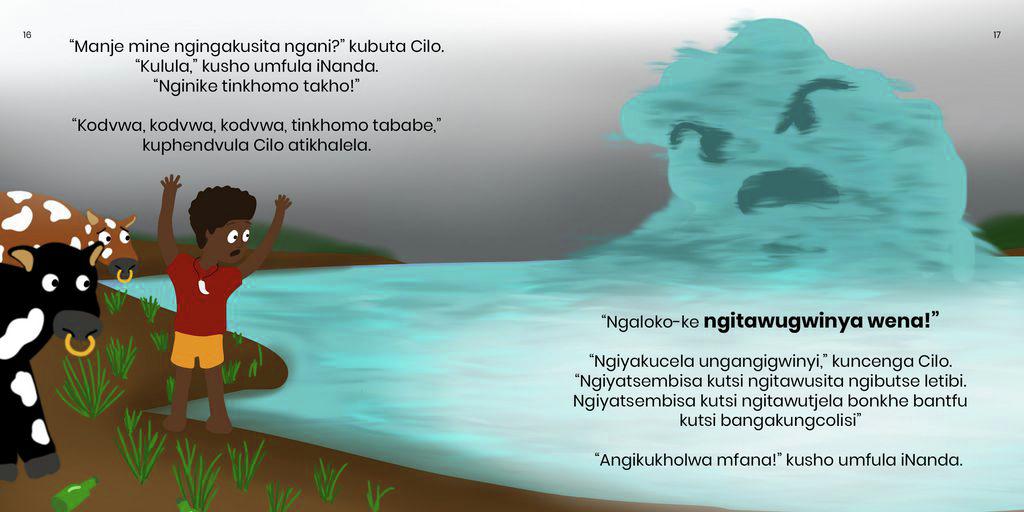 16
“Manje mine ngingakusita ngani?” kubuta Cilo.
“Kulula,” kusho umfula iNanda.
“Nginike tinkhomo takho!”
“Kodvwa, kodvwa, kodvwa, tinkhomo tababe,”
kuphendvula Cilo atikhalela.
17
“Ngaloko-ke ngitawugwinya wena!”
“Ngiyakucela ungangigwinyi,” kuncenga Cilo.
“Ngiyatsembisa kutsi ngitawusita ngibutse letibi.
Ngiyatsembisa kutsi ngitawutjela bonkhe bantfu
kutsi bangakungcolisi”
“Angikukholwa mfana!” kusho umfula iNanda.